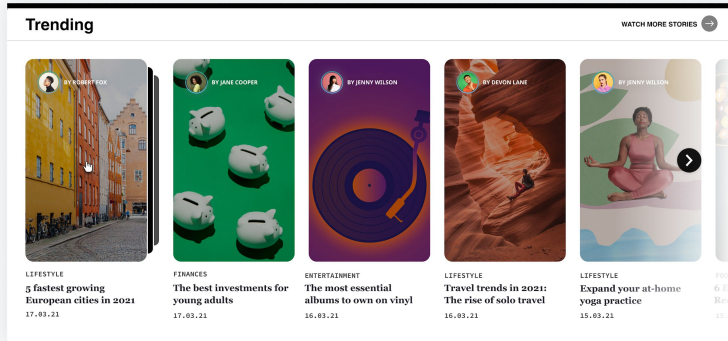 Trending
WATCH MORE STORIES
BY ROBERT FOX
BY JANE COOPER
BY JENNY WILSON
BY DEVON LANE
BY JENNY WILSON
LIFESTYLE
5 fastest growing
European cities in 2021
17.03.21
FINANCES
The best investments for
young adults
17.03.21
ENTERTAINMENT
The most essential
albums to own on vinyl
16.03.21
LIFESTYLE
Travel trends in 2021:
The rise of solo travel
16.03.21
LIFESTYLE
Expand your at-home
yoga practice
15.03.21